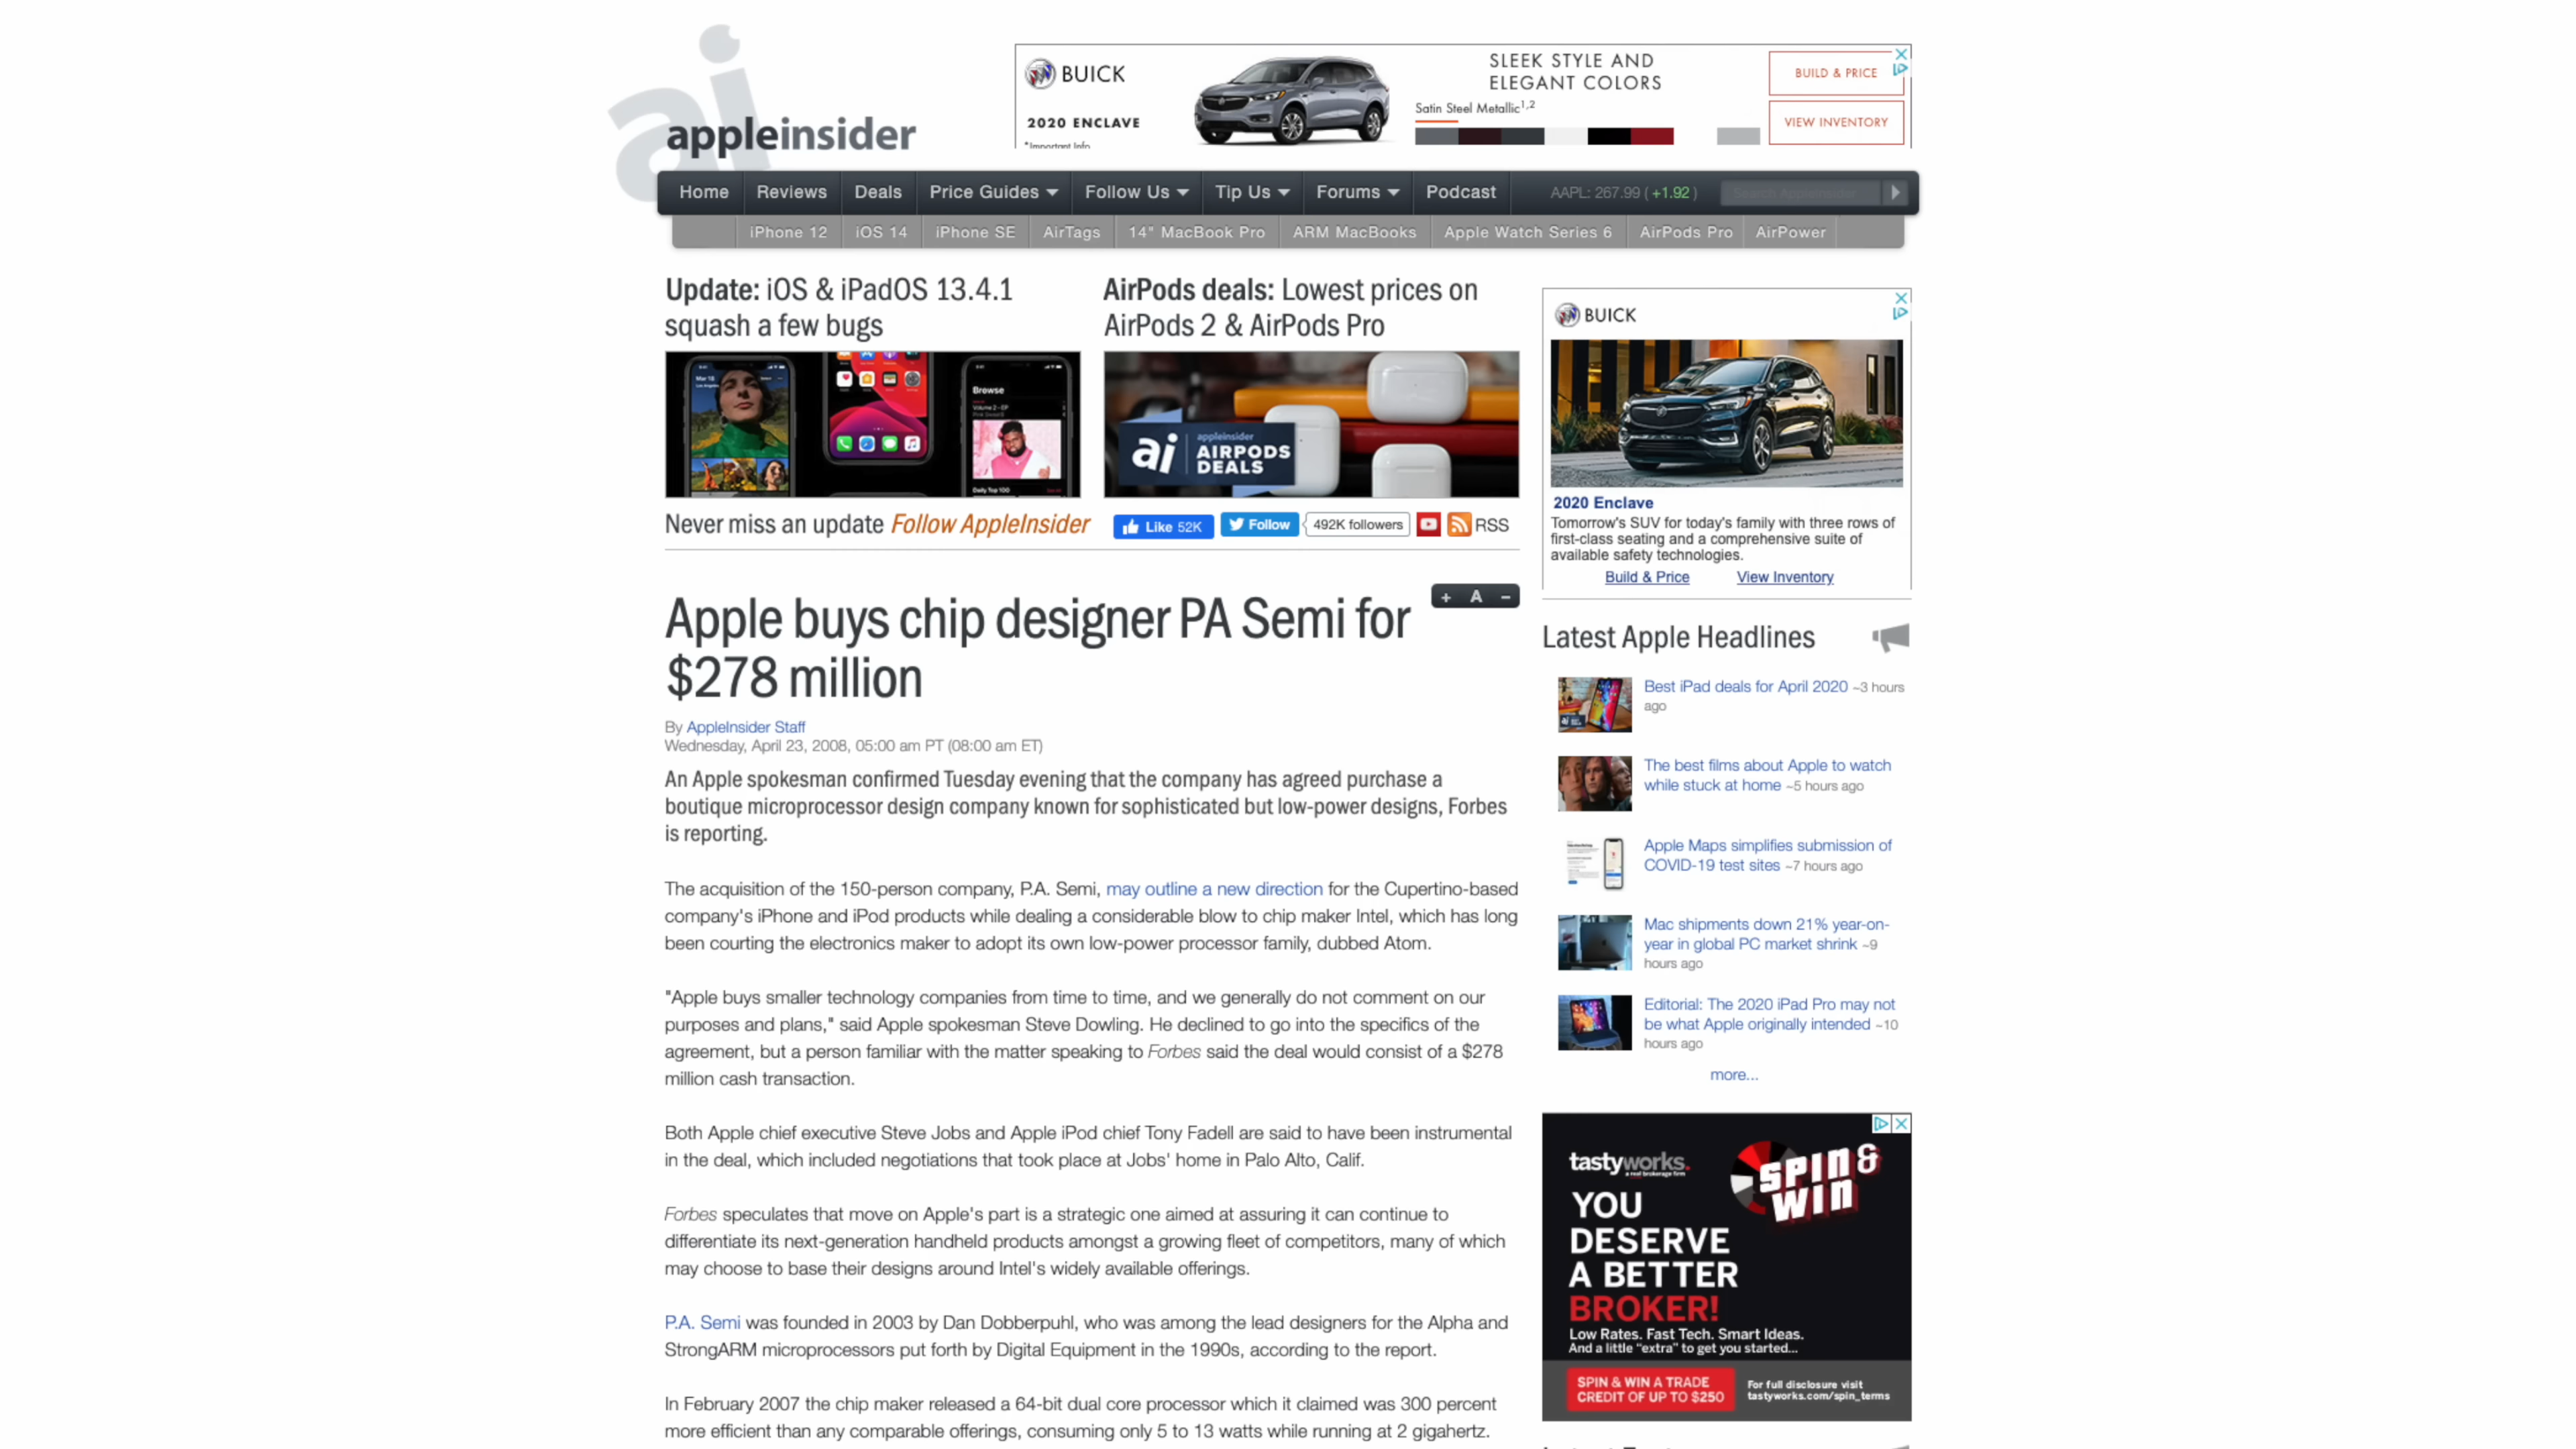 ai
appleinsider
BUICK
2020 ENCLAVE
*Important Info
SLEEK STYLE AND
ELEGANT COLORS
Satin Steel Metallic1,2
BUILD & PRICE
VIEW INVENTORY
Home Reviews Deals Price Guides Follow Us Tip Us Forums Podcast AAPL: 267.99 ( +1.92 )
iPhone 12 iOS 14 iPhone SE AirTags 14" MacBook Pro ARM MacBooks Apple Watch Series 6 AirPods Pro AirPower
Update: iOS & iPadOS 13.4.1
squash a few bugs
Browse
AirPods deals: Lowest prices on
AirPods 2 & AirPods Pro
ai appleinsider
AIRPODS
DEALS
Never miss an update Follow AppleInsider Like 52K Follow 492K followers RSS
Apple buys chip designer PA Semi for
$278 million
+ A −
By AppleInsider Staff
Wednesday, April 23, 2008, 05:00 am PT (08:00 am ET)
An Apple spokesman confirmed Tuesday evening that the company has agreed purchase a
boutique microprocessor design company known for sophisticated but low-power designs, Forbes
is reporting.
The acquisition of the 150-person company, P.A. Semi, may outline a new direction for the Cupertino-based
company's iPhone and iPod products while dealing a considerable blow to chip maker Intel, which has long
been courting the electronics maker to adopt its own low-power processor family, dubbed Atom.
"Apple buys smaller technology companies from time to time, and we generally do not comment on our
purposes and plans," said Apple spokesman Steve Dowling. He declined to go into the specifics of the
agreement, but a person familiar with the matter speaking to Forbes said the deal would consist of a $278
million cash transaction.
Both Apple chief executive Steve Jobs and Apple iPod chief Tony Fadell are said to have been instrumental
in the deal, which included negotiations that took place at Jobs' home in Palo Alto, Calif.
Forbes speculates that move on Apple's part is a strategic one aimed at assuring it can continue to
differentiate its next-generation handheld products amongst a growing fleet of competitors, many of which
may choose to base their designs around Intel's widely available offerings.
P.A. Semi was founded in 2003 by Dan Dobberpuhl, who was among the lead designers for the Alpha and
StrongARM microprocessors put forth by Digital Equipment in the 1990s, according to the report.
In February 2007 the chip maker released a 64-bit dual core processor which it claimed was 300 percent
more efficient than any comparable offerings, consuming only 5 to 13 watts while running at 2 gigahertz.
BUICK
2020 Enclave
Tomorrow's SUV for today's family with three rows of
first-class seating and a comprehensive suite of
available safety technologies.
Build & Price View Inventory
Latest Apple Headlines
Best iPad deals for April 2020 ~3 hours
ago
The best films about Apple to watch
while stuck at home ~5 hours ago
Apple Maps simplifies submission of
COVID-19 test sites ~7 hours ago
Mac shipments down 21% year-on-
year in global PC market shrink ~9
hours ago
Editorial: The 2020 iPad Pro may not
be what Apple originally intended ~10
hours ago
more...
tastyworks.
a real brokerage firm
SPIN &
WIN
YOU
DESERVE
A BETTER
BROKER!
Low Rates. Fast Tech. Smart Ideas.
And a little "extra" to get you started...
SPIN & WIN A TRADE
CREDIT OF UP TO $250
For full disclosure visit
tastyworks.com/spin_terms